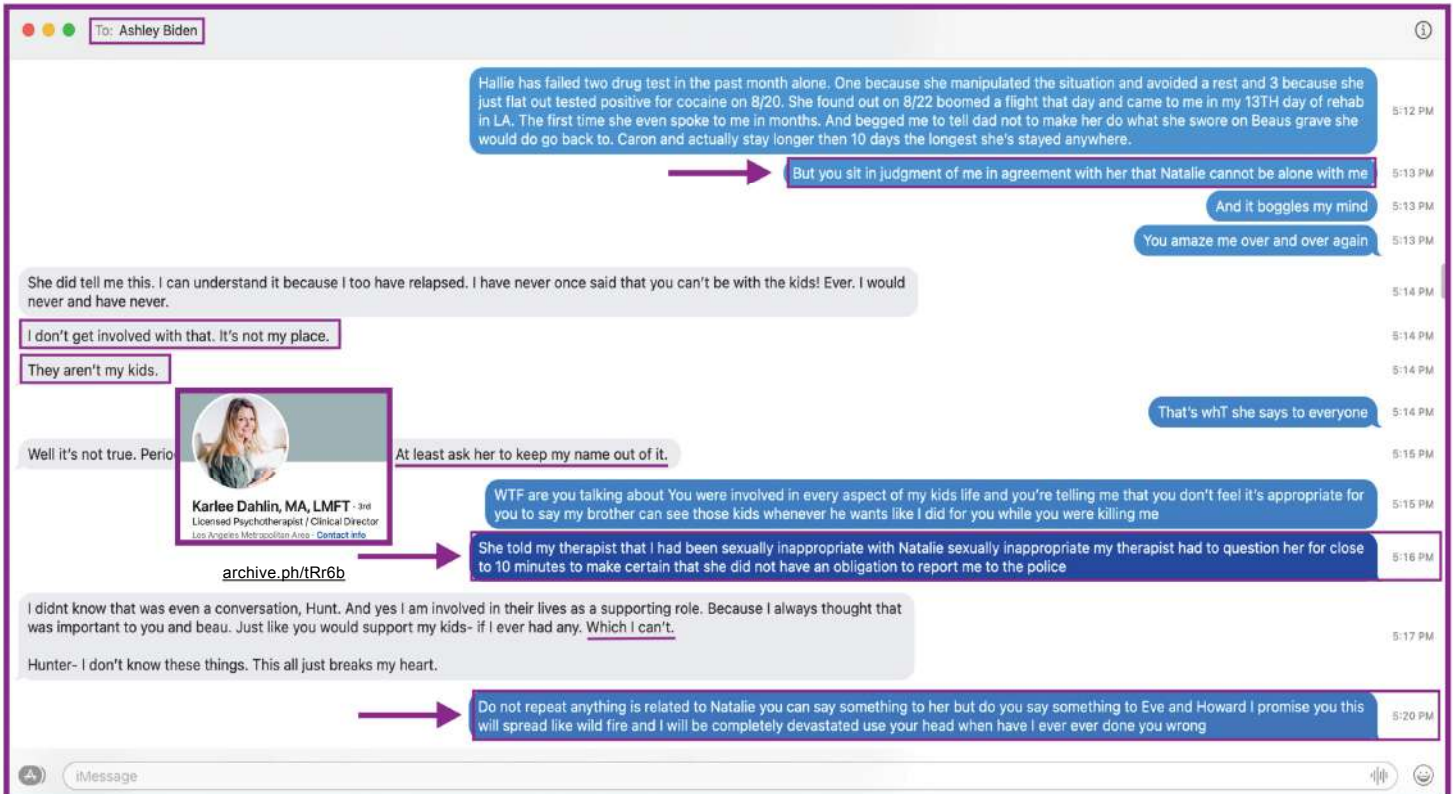 To: Ashley Biden
Hallie has failed two drug test in the past month alone. One because she manipulated the situation and avoided a rest and 3 because she
just flat out tested positive for cocaine on 8/20. She found out on 8/22 boomed a flight that day and came to me in my 13TH day of rehab
in LA. The first time she even spoke to me in months. And begged me to tell dad not to make her do what she swore on Beaus grave she
would do go back to. Caron and actually stay longer then 10 days the longest she's stayed anywhere.
5:12 PM
But you sit in judgment of me in agreement with her that Natalie cannot be alone with me
5:13 PM
And it boggles my mind
5:13 PM
You amaze me over and over again
5:13 PM
She did tell me this. I can understand it because I too have relapsed. I have never once said that you can't be with the kids! Ever. I would
never and have never.
5:14 PM
I don't get involved with that. It's not my place.
5:14 PM
They aren't my kids.
5:14 PM
That's whT she says to everyone
5:14 PM
Well it's not true. Perio
At least ask her to keep my name out of it.
5:15 PM
Karlee Dahlin, MA, LMFT · 3rd
Licensed Psychotherapist / Clinical Director
Los Angeles Metropolitan Area · Contact info
archive.ph/tRr6b
WTF are you talking about You were involved in every aspect of my kids life and you're telling me that you don't feel it's appropriate for
you to say my brother can see those kids whenever he wants like I did for you while you were killing me
5:15 PM
She told my therapist that I had been sexually inappropriate with Natalie sexually inappropriate my therapist had to question her for close
to 10 minutes to make certain that she did not have an obligation to report me to the police
5:16 PM
I didnt know that was even a conversation, Hunt. And yes I am involved in their lives as a supporting role. Because I always thought that
was important to you and beau. Just like you would support my kids- if I ever had any. Which I can't.
Hunter- I don't know these things. This all just breaks my heart.
5:17 PM
Do not repeat anything is related to Natalie you can say something to her but do you say something to Eve and Howard I promise you this
will spread like wild fire and I will be completely devastated use your head when have I ever ever done you wrong
5:20 PM
iMessage